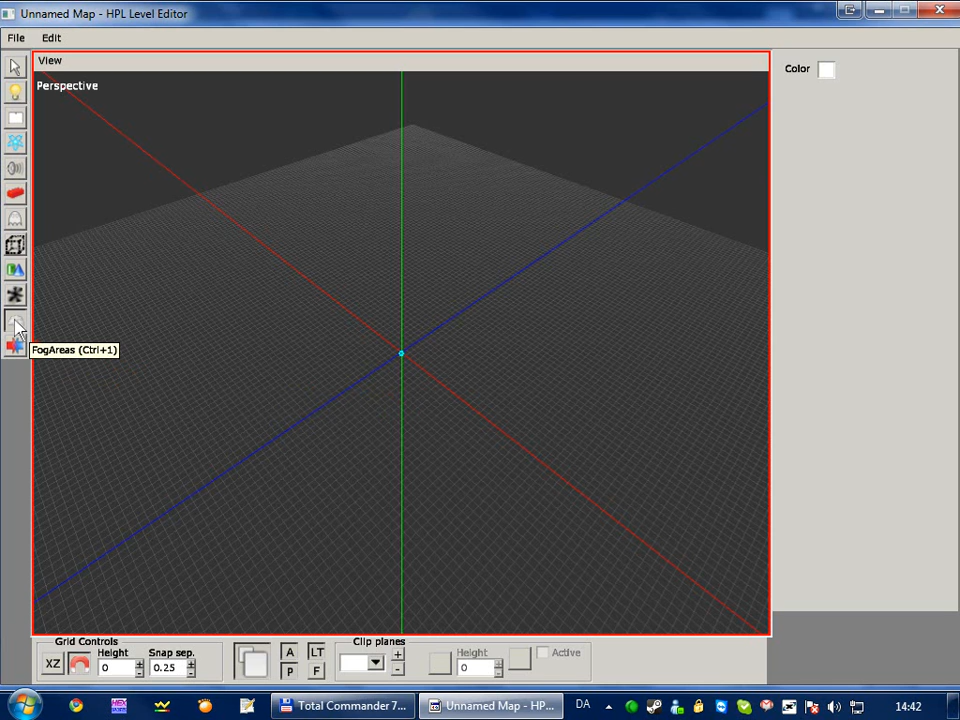 Unnamed Map - HPL Level Editor
File Edit
View
Perspective
Color
FogAreas (Ctrl+1)
Grid Controls
Clip planes
XZ
Height
0
Snap sep.
0.25
A
P
LT
F
+
-
Height
0
Active
Total Commander 7...
Unnamed Map - HP...
DA
14:42